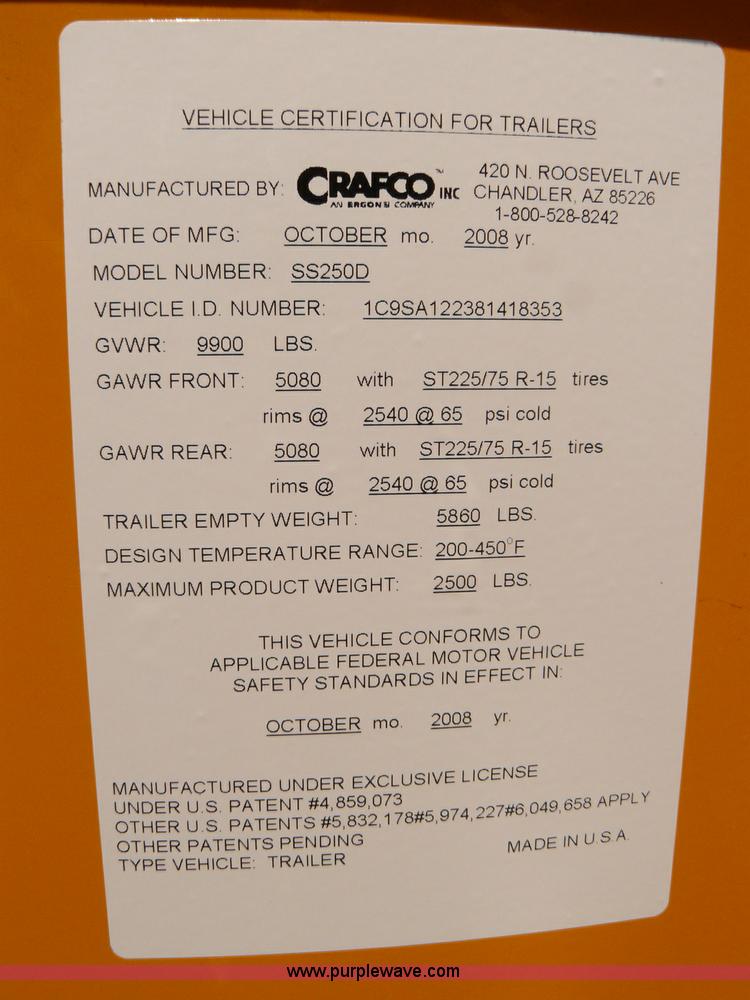 VEHICLE CERTIFICATION FOR TRAILERS
MANUFACTURED BY: CRAFCO™ INC 420 N. ROOSEVELT AVE
AN ERGON® COMPANY CHANDLER, AZ 85226
1-800-528-8242
DATE OF MFG: OCTOBER mo. 2008 yr.
MODEL NUMBER: SS250D
VEHICLE I.D. NUMBER: 1C9SA122381418353
GVWR: 9900 LBS.
GAWR FRONT: 5080 with ST225/75 R-15 tires
rims @ 2540 @ 65 psi cold
GAWR REAR: 5080 with ST225/75 R-15 tires
rims @ 2540 @ 65 psi cold
TRAILER EMPTY WEIGHT: 5860 LBS.
DESIGN TEMPERATURE RANGE: 200-450°F
MAXIMUM PRODUCT WEIGHT: 2500 LBS.
THIS VEHICLE CONFORMS TO
APPLICABLE FEDERAL MOTOR VEHICLE
SAFETY STANDARDS IN EFFECT IN:
OCTOBER mo. 2008 yr.
MANUFACTURED UNDER EXCLUSIVE LICENSE
UNDER U.S. PATENT #4,859,073
OTHER U.S. PATENTS #5,832,178#5,974,227#6,049,658 APPLY
OTHER PATENTS PENDING
TYPE VEHICLE: TRAILER MADE IN U.S.A.
www.purplewave.com